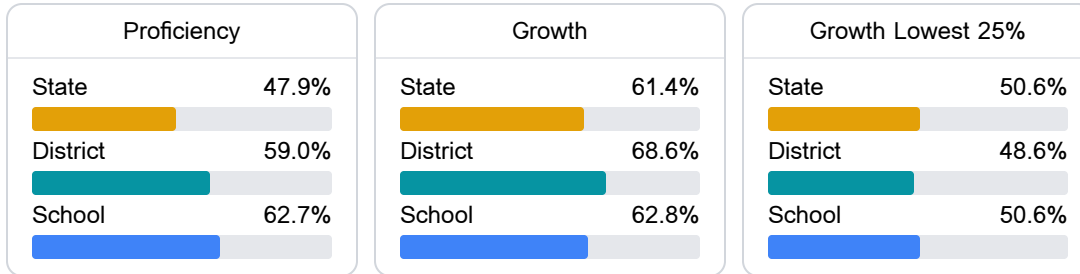 Proficiency
State 47.9%
District 59.0%
School 62.7%
Growth
State 61.4%
District 68.6%
School 62.8%
Growth Lowest 25%
State 50.6%
District 48.6%
School 50.6%